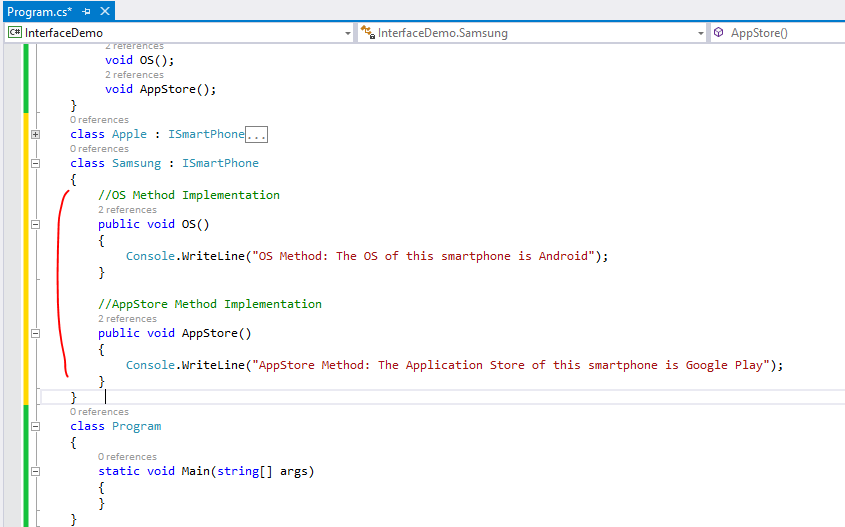 Program.cs*
C# InterfaceDemo
InterfaceDemo.Samsung
AppStore()
2 references
void OS();
2 references
void AppStore();
}
0 references
class Apple : ISmartPhone...
0 references
class Samsung : ISmartPhone
{
//OS Method Implementation
2 references
public void OS()
{
Console.WriteLine("OS Method: The OS of this smartphone is Android");
}
//AppStore Method Implementation
2 references
public void AppStore()
{
Console.WriteLine("AppStore Method: The Application Store of this smartphone is Google Play");
}
}
0 references
class Program
{
0 references
static void Main(string[] args)
{
}
}